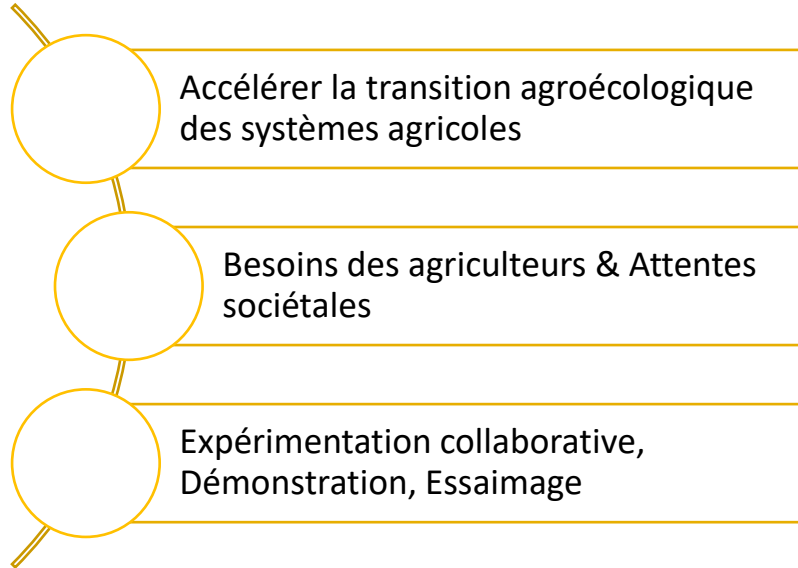 Accélérer la transition agroécologique
des systèmes agricoles
Besoins des agriculteurs & Attentes
sociétales
Expérimentation collaborative,
Démonstration, Essaimage